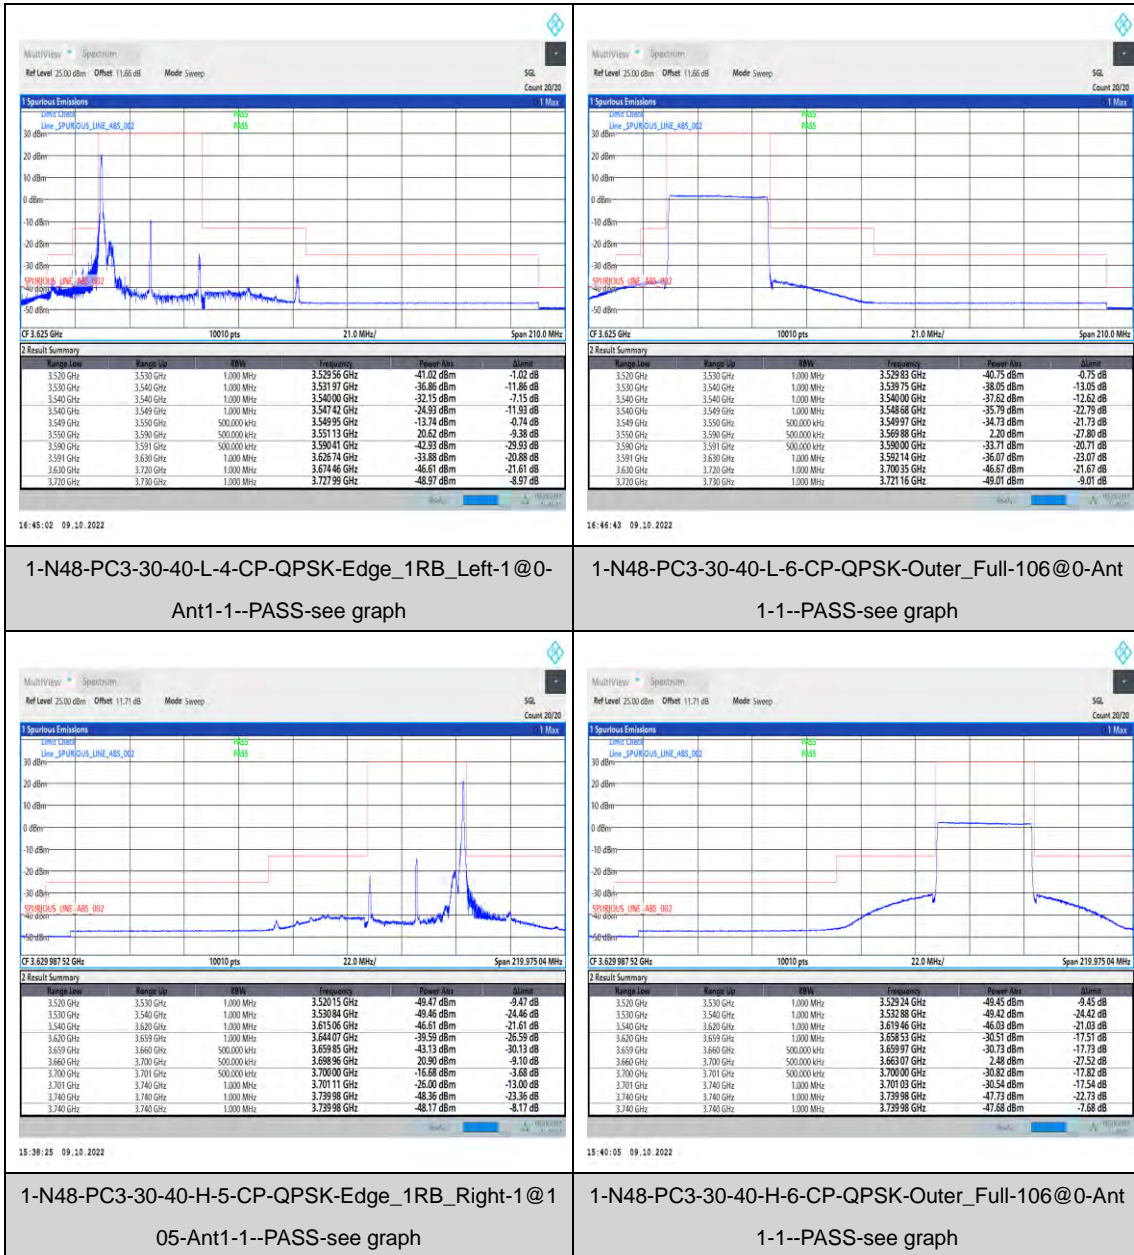 MultiView Spectrum
Ref Level 25.00 dBm Offset 11.66 dB Mode Sweep SGL
Count 20/20
1 Spurious Emissions 1 Max
Limit Check PASS
Line _SPURIOUS_LINE_ABS_002 PASS
30 dBm
20 dBm
10 dBm
0 dBm
-10 dBm
-20 dBm
-30 dBm
SPURIOUS_LINE_ABS_002
-40 dBm
-50 dBm
CF 3.625 GHz 10010 pts 21.0 MHz/ Span 210.0 MHz
2 Result Summary
Range Low Range Up RBW Frequency Power Abs ΔLimit
3.520 GHz 3.530 GHz 1.000 MHz 3.529 56 GHz -41.02 dBm -1.02 dB
3.530 GHz 3.540 GHz 1.000 MHz 3.531 97 GHz -36.86 dBm -11.86 dB
3.540 GHz 3.540 GHz 1.000 MHz 3.540 00 GHz -32.15 dBm -7.15 dB
3.540 GHz 3.549 GHz 1.000 MHz 3.547 42 GHz -24.93 dBm -11.93 dB
3.549 GHz 3.550 GHz 500.000 kHz 3.549 95 GHz -13.74 dBm -0.74 dB
3.550 GHz 3.590 GHz 500.000 kHz 3.551 13 GHz 20.62 dBm -9.38 dB
3.590 GHz 3.591 GHz 500.000 kHz 3.590 41 GHz -42.93 dBm -29.93 dB
3.591 GHz 3.630 GHz 1.000 MHz 3.626 74 GHz -33.88 dBm -20.88 dB
3.630 GHz 3.720 GHz 1.000 MHz 3.674 46 GHz -46.61 dBm -21.61 dB
3.720 GHz 3.730 GHz 1.000 MHz 3.727 99 GHz -48.97 dBm -8.97 dB
16:45:02 09.10.2022
1-N48-PC3-30-40-L-4-CP-QPSK-Edge_1RB_Left-1@0-
Ant1-1--PASS-see graph
MultiView Spectrum
Ref Level 25.00 dBm Offset 11.66 dB Mode Sweep SGL
Count 20/20
1 Spurious Emissions 1 Max
Limit Check PASS
Line _SPURIOUS_LINE_ABS_002 PASS
30 dBm
20 dBm
10 dBm
0 dBm
-10 dBm
-20 dBm
-30 dBm
SPURIOUS_LINE_ABS_002
-40 dBm
-50 dBm
CF 3.625 GHz 10010 pts 21.0 MHz/ Span 210.0 MHz
2 Result Summary
Range Low Range Up RBW Frequency Power Abs ΔLimit
3.520 GHz 3.530 GHz 1.000 MHz 3.529 83 GHz -40.75 dBm -0.75 dB
3.530 GHz 3.540 GHz 1.000 MHz 3.539 75 GHz -38.05 dBm -13.05 dB
3.540 GHz 3.540 GHz 1.000 MHz 3.540 00 GHz -37.62 dBm -12.62 dB
3.540 GHz 3.549 GHz 1.000 MHz 3.548 68 GHz -35.79 dBm -22.79 dB
3.549 GHz 3.550 GHz 500.000 kHz 3.549 97 GHz -34.73 dBm -21.73 dB
3.550 GHz 3.590 GHz 500.000 kHz 3.569 88 GHz 2.20 dBm -27.80 dB
3.590 GHz 3.591 GHz 500.000 kHz 3.590 00 GHz -33.71 dBm -20.71 dB
3.591 GHz 3.630 GHz 1.000 MHz 3.592 14 GHz -36.07 dBm -23.07 dB
3.630 GHz 3.720 GHz 1.000 MHz 3.700 35 GHz -46.67 dBm -21.67 dB
3.720 GHz 3.730 GHz 1.000 MHz 3.721 16 GHz -49.01 dBm -9.01 dB
16:46:43 09.10.2022
1-N48-PC3-30-40-L-6-CP-QPSK-Outer_Full-106@0-Ant
1-1--PASS-see graph
MultiView Spectrum
Ref Level 25.00 dBm Offset 11.71 dB Mode Sweep SGL
Count 20/20
1 Spurious Emissions 1 Max
Limit Check PASS
Line _SPURIOUS_LINE_ABS_002 PASS
30 dBm
20 dBm
10 dBm
0 dBm
-10 dBm
-20 dBm
-30 dBm
SPURIOUS_LINE_ABS_002
-40 dBm
-50 dBm
CF 3.629 987 52 GHz 10010 pts 22.0 MHz/ Span 219.975 04 MHz
2 Result Summary
Range Low Range Up RBW Frequency Power Abs ΔLimit
3.520 GHz 3.530 GHz 1.000 MHz 3.520 15 GHz -49.47 dBm -9.47 dB
3.530 GHz 3.540 GHz 1.000 MHz 3.530 84 GHz -49.46 dBm -24.46 dB
3.540 GHz 3.620 GHz 1.000 MHz 3.615 06 GHz -46.61 dBm -21.61 dB
3.620 GHz 3.659 GHz 1.000 MHz 3.644 07 GHz -39.59 dBm -26.59 dB
3.659 GHz 3.660 GHz 500.000 kHz 3.659 85 GHz -43.13 dBm -30.13 dB
3.660 GHz 3.700 GHz 500.000 kHz 3.698 96 GHz 20.90 dBm -9.10 dB
3.700 GHz 3.701 GHz 500.000 kHz 3.700 00 GHz -16.68 dBm -3.68 dB
3.701 GHz 3.740 GHz 1.000 MHz 3.701 11 GHz -26.00 dBm -13.00 dB
3.740 GHz 3.740 GHz 1.000 MHz 3.739 98 GHz -48.36 dBm -23.36 dB
3.740 GHz 3.740 GHz 1.000 MHz 3.739 98 GHz -48.17 dBm -8.17 dB
15:38:25 09.10.2022
1-N48-PC3-30-40-H-5-CP-QPSK-Edge_1RB_Right-1@1
05-Ant1-1--PASS-see graph
MultiView Spectrum
Ref Level 25.00 dBm Offset 11.71 dB Mode Sweep SGL
Count 20/20
1 Spurious Emissions 1 Max
Limit Check PASS
Line _SPURIOUS_LINE_ABS_002 PASS
30 dBm
20 dBm
10 dBm
0 dBm
-10 dBm
-20 dBm
-30 dBm
SPURIOUS_LINE_ABS_002
-40 dBm
-50 dBm
CF 3.629 987 52 GHz 10010 pts 22.0 MHz/ Span 219.975 04 MHz
2 Result Summary
Range Low Range Up RBW Frequency Power Abs ΔLimit
3.520 GHz 3.530 GHz 1.000 MHz 3.529 24 GHz -49.45 dBm -9.45 dB
3.530 GHz 3.540 GHz 1.000 MHz 3.532 88 GHz -49.42 dBm -24.42 dB
3.540 GHz 3.620 GHz 1.000 MHz 3.619 46 GHz -46.03 dBm -21.03 dB
3.620 GHz 3.659 GHz 1.000 MHz 3.658 53 GHz -30.51 dBm -17.51 dB
3.659 GHz 3.660 GHz 500.000 kHz 3.659 97 GHz -30.73 dBm -17.73 dB
3.660 GHz 3.700 GHz 500.000 kHz 3.663 07 GHz 2.48 dBm -27.52 dB
3.700 GHz 3.701 GHz 500.000 kHz 3.700 00 GHz -30.82 dBm -17.82 dB
3.701 GHz 3.740 GHz 1.000 MHz 3.701 03 GHz -30.54 dBm -17.54 dB
3.740 GHz 3.740 GHz 1.000 MHz 3.739 98 GHz -47.73 dBm -22.73 dB
3.740 GHz 3.740 GHz 1.000 MHz 3.739 98 GHz -47.68 dBm -7.68 dB
15:40:05 09.10.2022
1-N48-PC3-30-40-H-6-CP-QPSK-Outer_Full-106@0-Ant
1-1--PASS-see graph